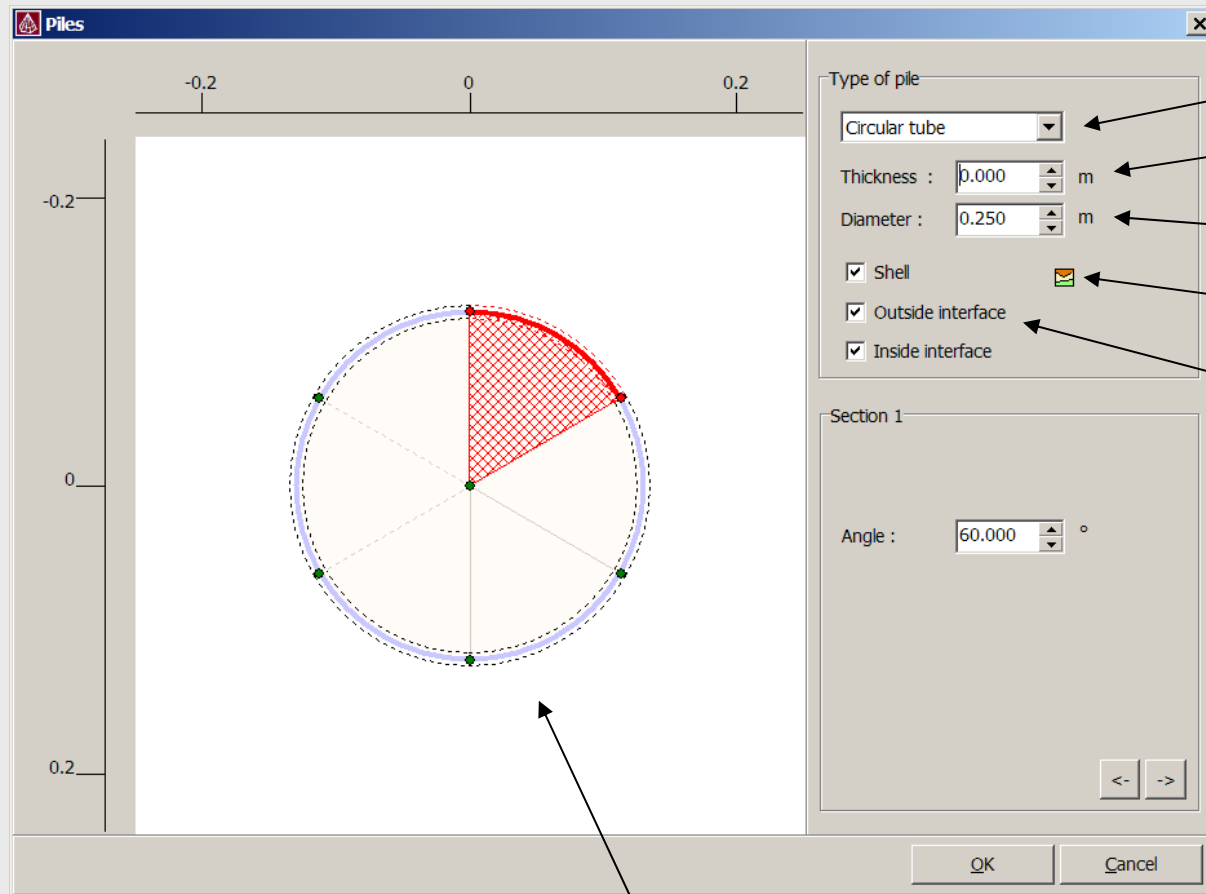 Piles
-0.2 0 0.2
-0.2
0
0.2
Type of pile
Circular tube
Thickness : 0.000 m
Diameter : 0.250 m
Shell
Outside interface
Inside interface
Section 1
Angle : 60.000 °
<- ->
OK Cancel